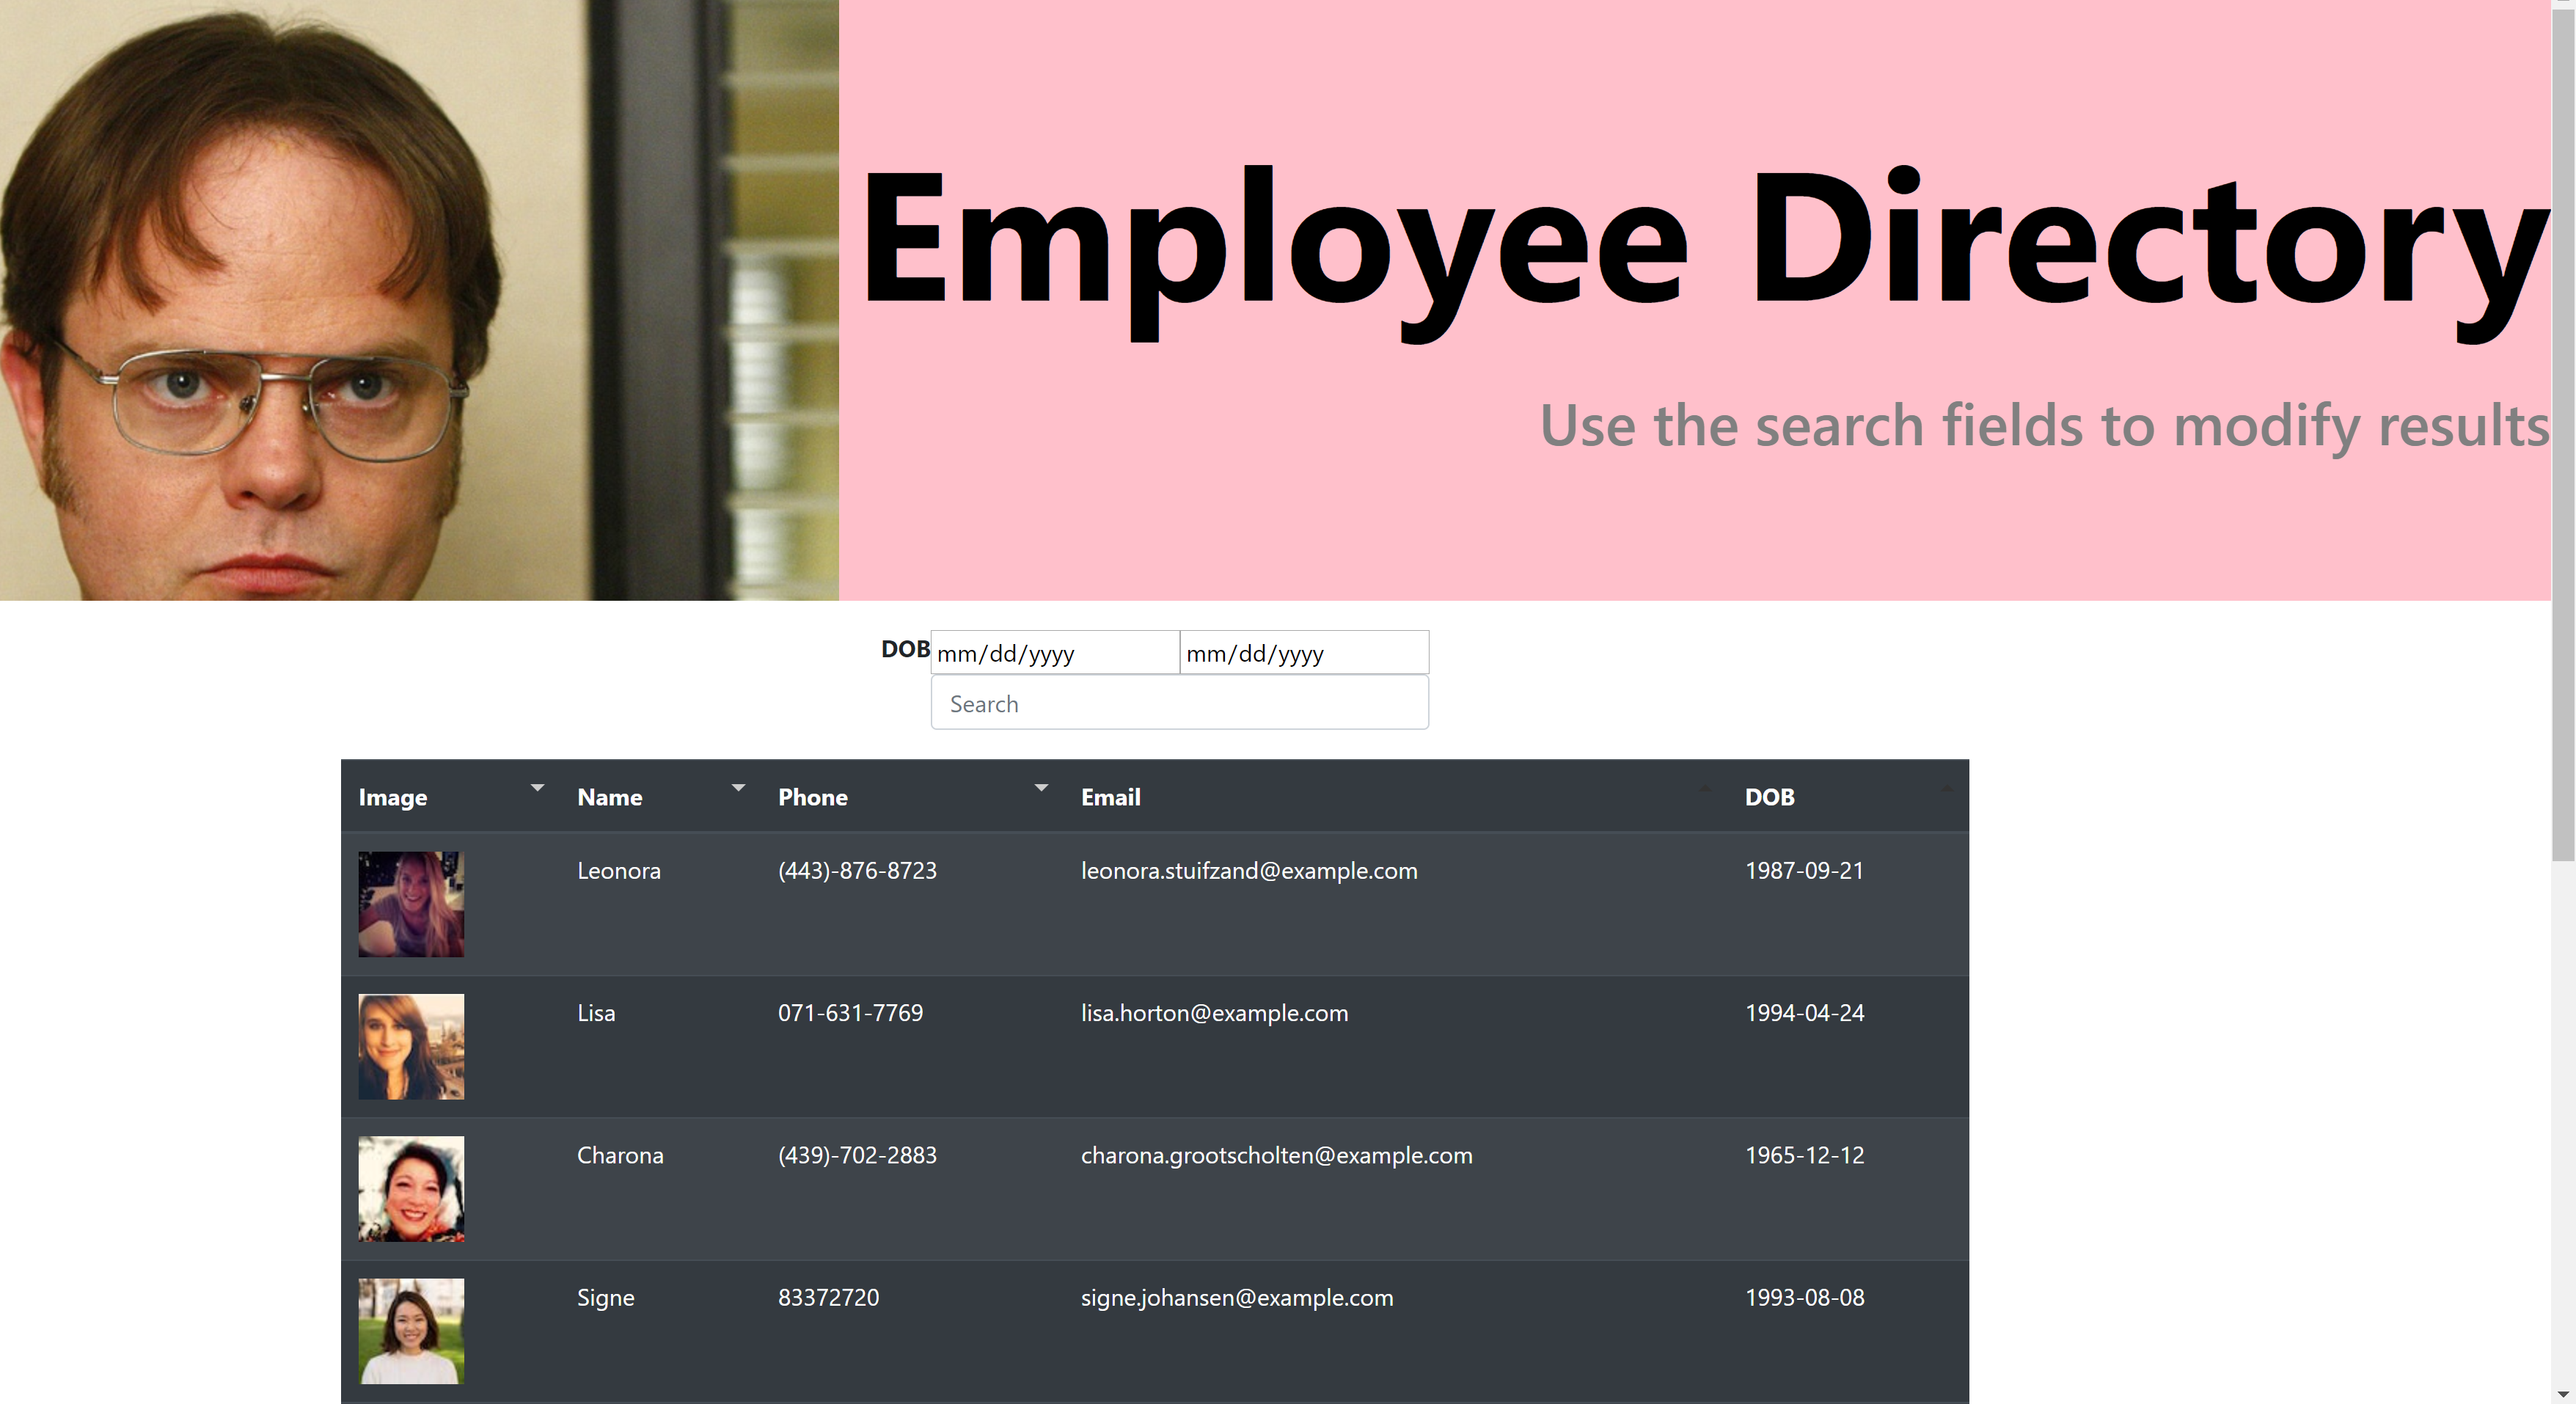 Employee Directory
Use the search fields to modify results
DOB mm/dd/yyyy mm/dd/yyyy
Search
Image Name Phone Email DOB
Leonora (443)-876-8723 leonora.stuifzand@example.com 1987-09-21
Lisa 071-631-7769 lisa.horton@example.com 1994-04-24
Charona (439)-702-2883 charona.grootscholten@example.com 1965-12-12
Signe 83372720 signe.johansen@example.com 1993-08-08